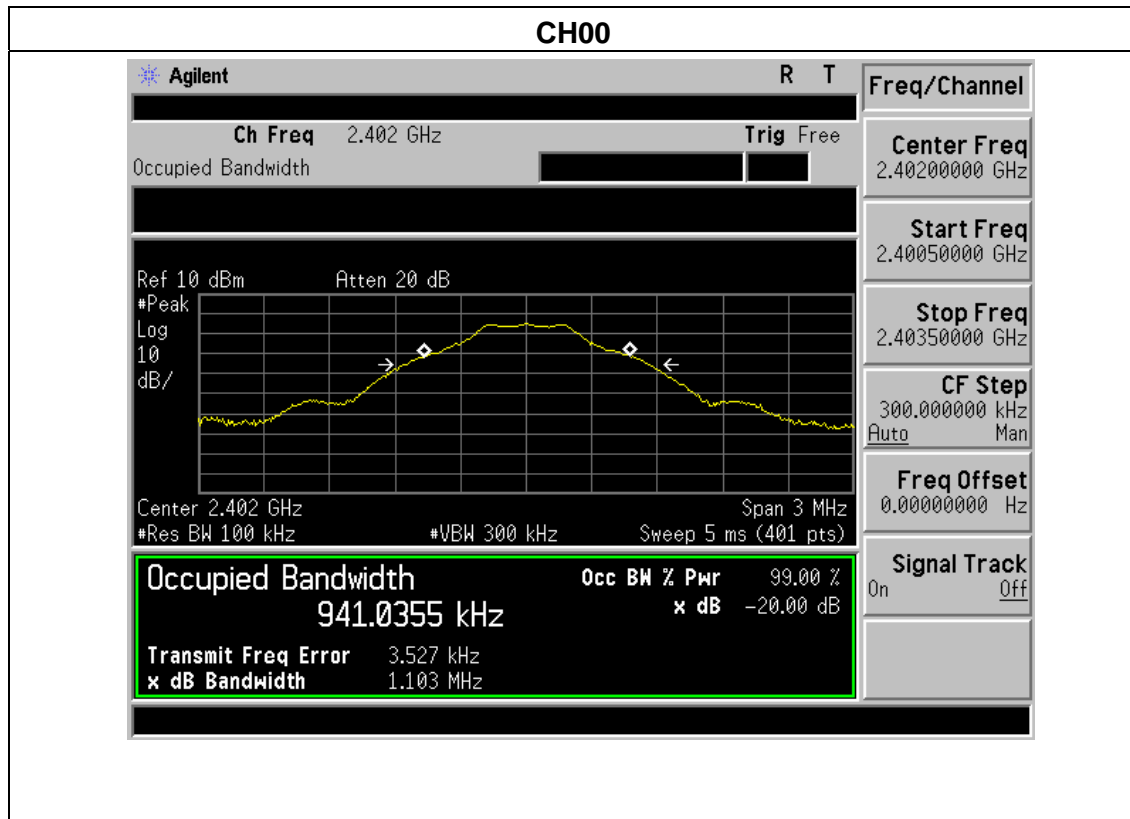 CH00
Agilent R T
Ch Freq 2.402 GHz Trig Free
Occupied Bandwidth
Ref 10 dBm Atten 20 dB
#Peak
Log
10
dB/
Center 2.402 GHz Span 3 MHz
#Res BW 100 kHz #VBW 300 kHz Sweep 5 ms (401 pts)
Occupied Bandwidth Occ BW % Pwr 99.00 %
941.0355 kHz x dB -20.00 dB
Transmit Freq Error 3.527 kHz
x dB Bandwidth 1.103 MHz
Freq/Channel
Center Freq
2.40200000 GHz
Start Freq
2.40050000 GHz
Stop Freq
2.40350000 GHz
CF Step
300.000000 kHz
Auto Man
Freq Offset
0.00000000 Hz
Signal Track
On Off